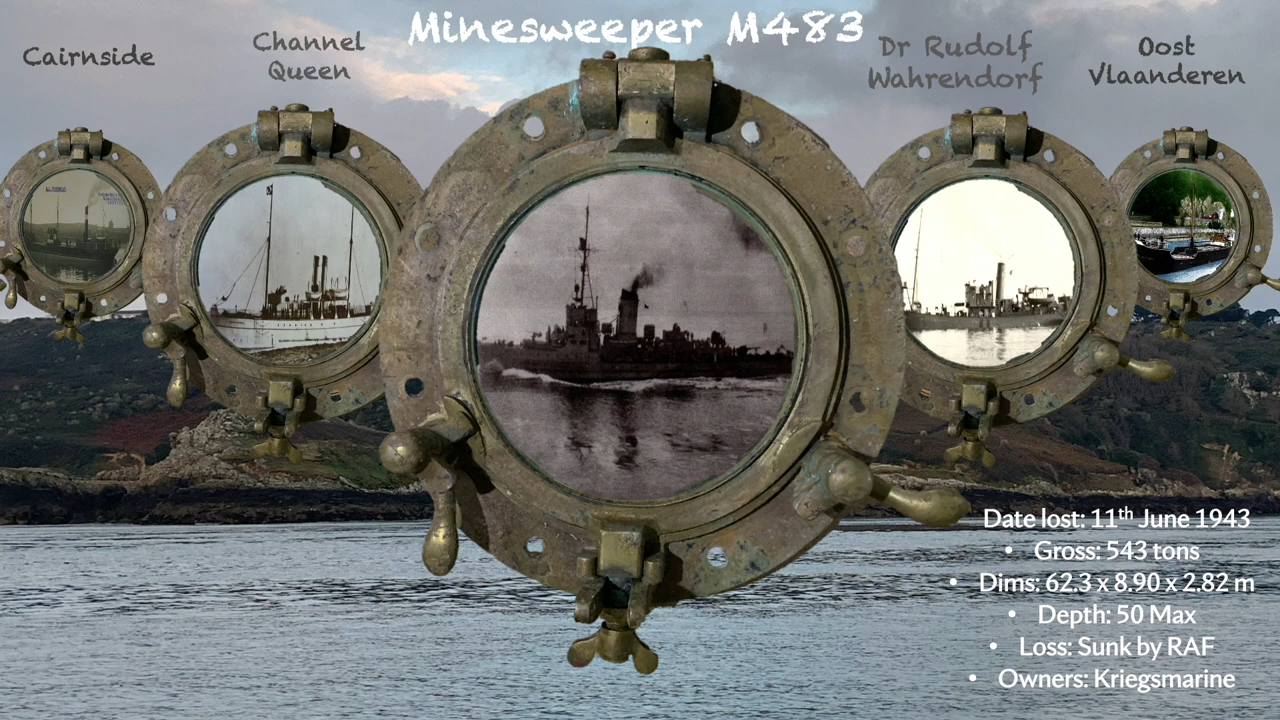 Minesweeper M483
Cairnside
Channel
Queen
Dr Rudolf
Wahrendorf
Oost
Vlaanderen
Date lost: 11th June 1943
• Gross: 543 tons
• Dims: 62.3 x 8.90 x 2.82 m
• Depth: 50 Max
• Loss: Sunk by RAF
• Owners: Kriegsmarine